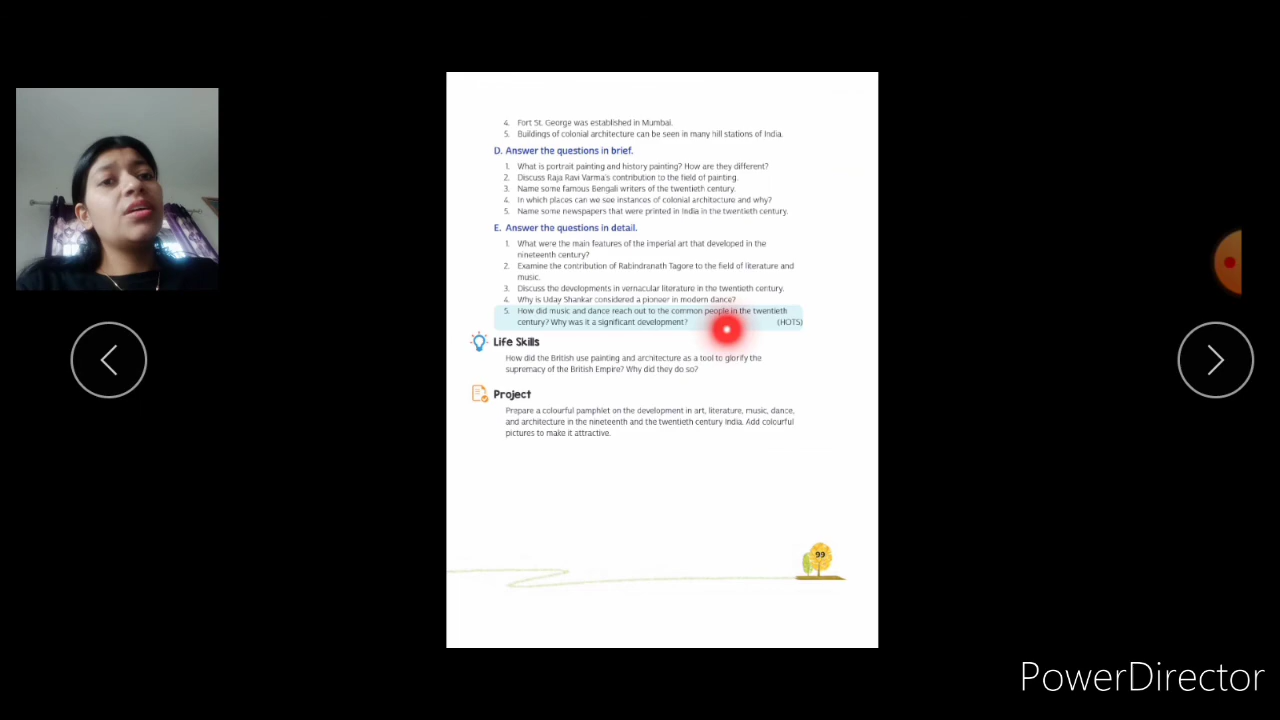 4. Fort St. George was established in Mumbai.
5. Buildings of colonial architecture can be seen in many hill stations of India.
D. Answer the questions in brief.
1. What is portrait painting and history painting? How are they different?
2. Discuss Raja Ravi Varma's contribution to the field of painting.
3. Name some famous Bengali writers of the twentieth century.
4. In which places can we see instances of colonial architecture and why?
5. Name some newspapers that were printed in India in the twentieth century.
E. Answer the questions in detail.
1. What were the main features of the imperial art that developed in the
nineteenth century?
2. Examine the contribution of Rabindranath Tagore to the field of literature and
music.
3. Discuss the developments in vernacular literature in the twentieth century.
4. Why is Uday Shankar considered a pioneer in modern dance?
5. How did music and dance reach out to the common people in the twentieth
century? Why was it a significant development? (HOTS)
Life Skills
How did the British use painting and architecture as a tool to glorify the
supremacy of the British Empire? Why did they do so?
Project
Prepare a colourful pamphlet on the development in art, literature, music, dance,
and architecture in the nineteenth and the twentieth century India. Add colourful
pictures to make it attractive.
99
PowerDirector